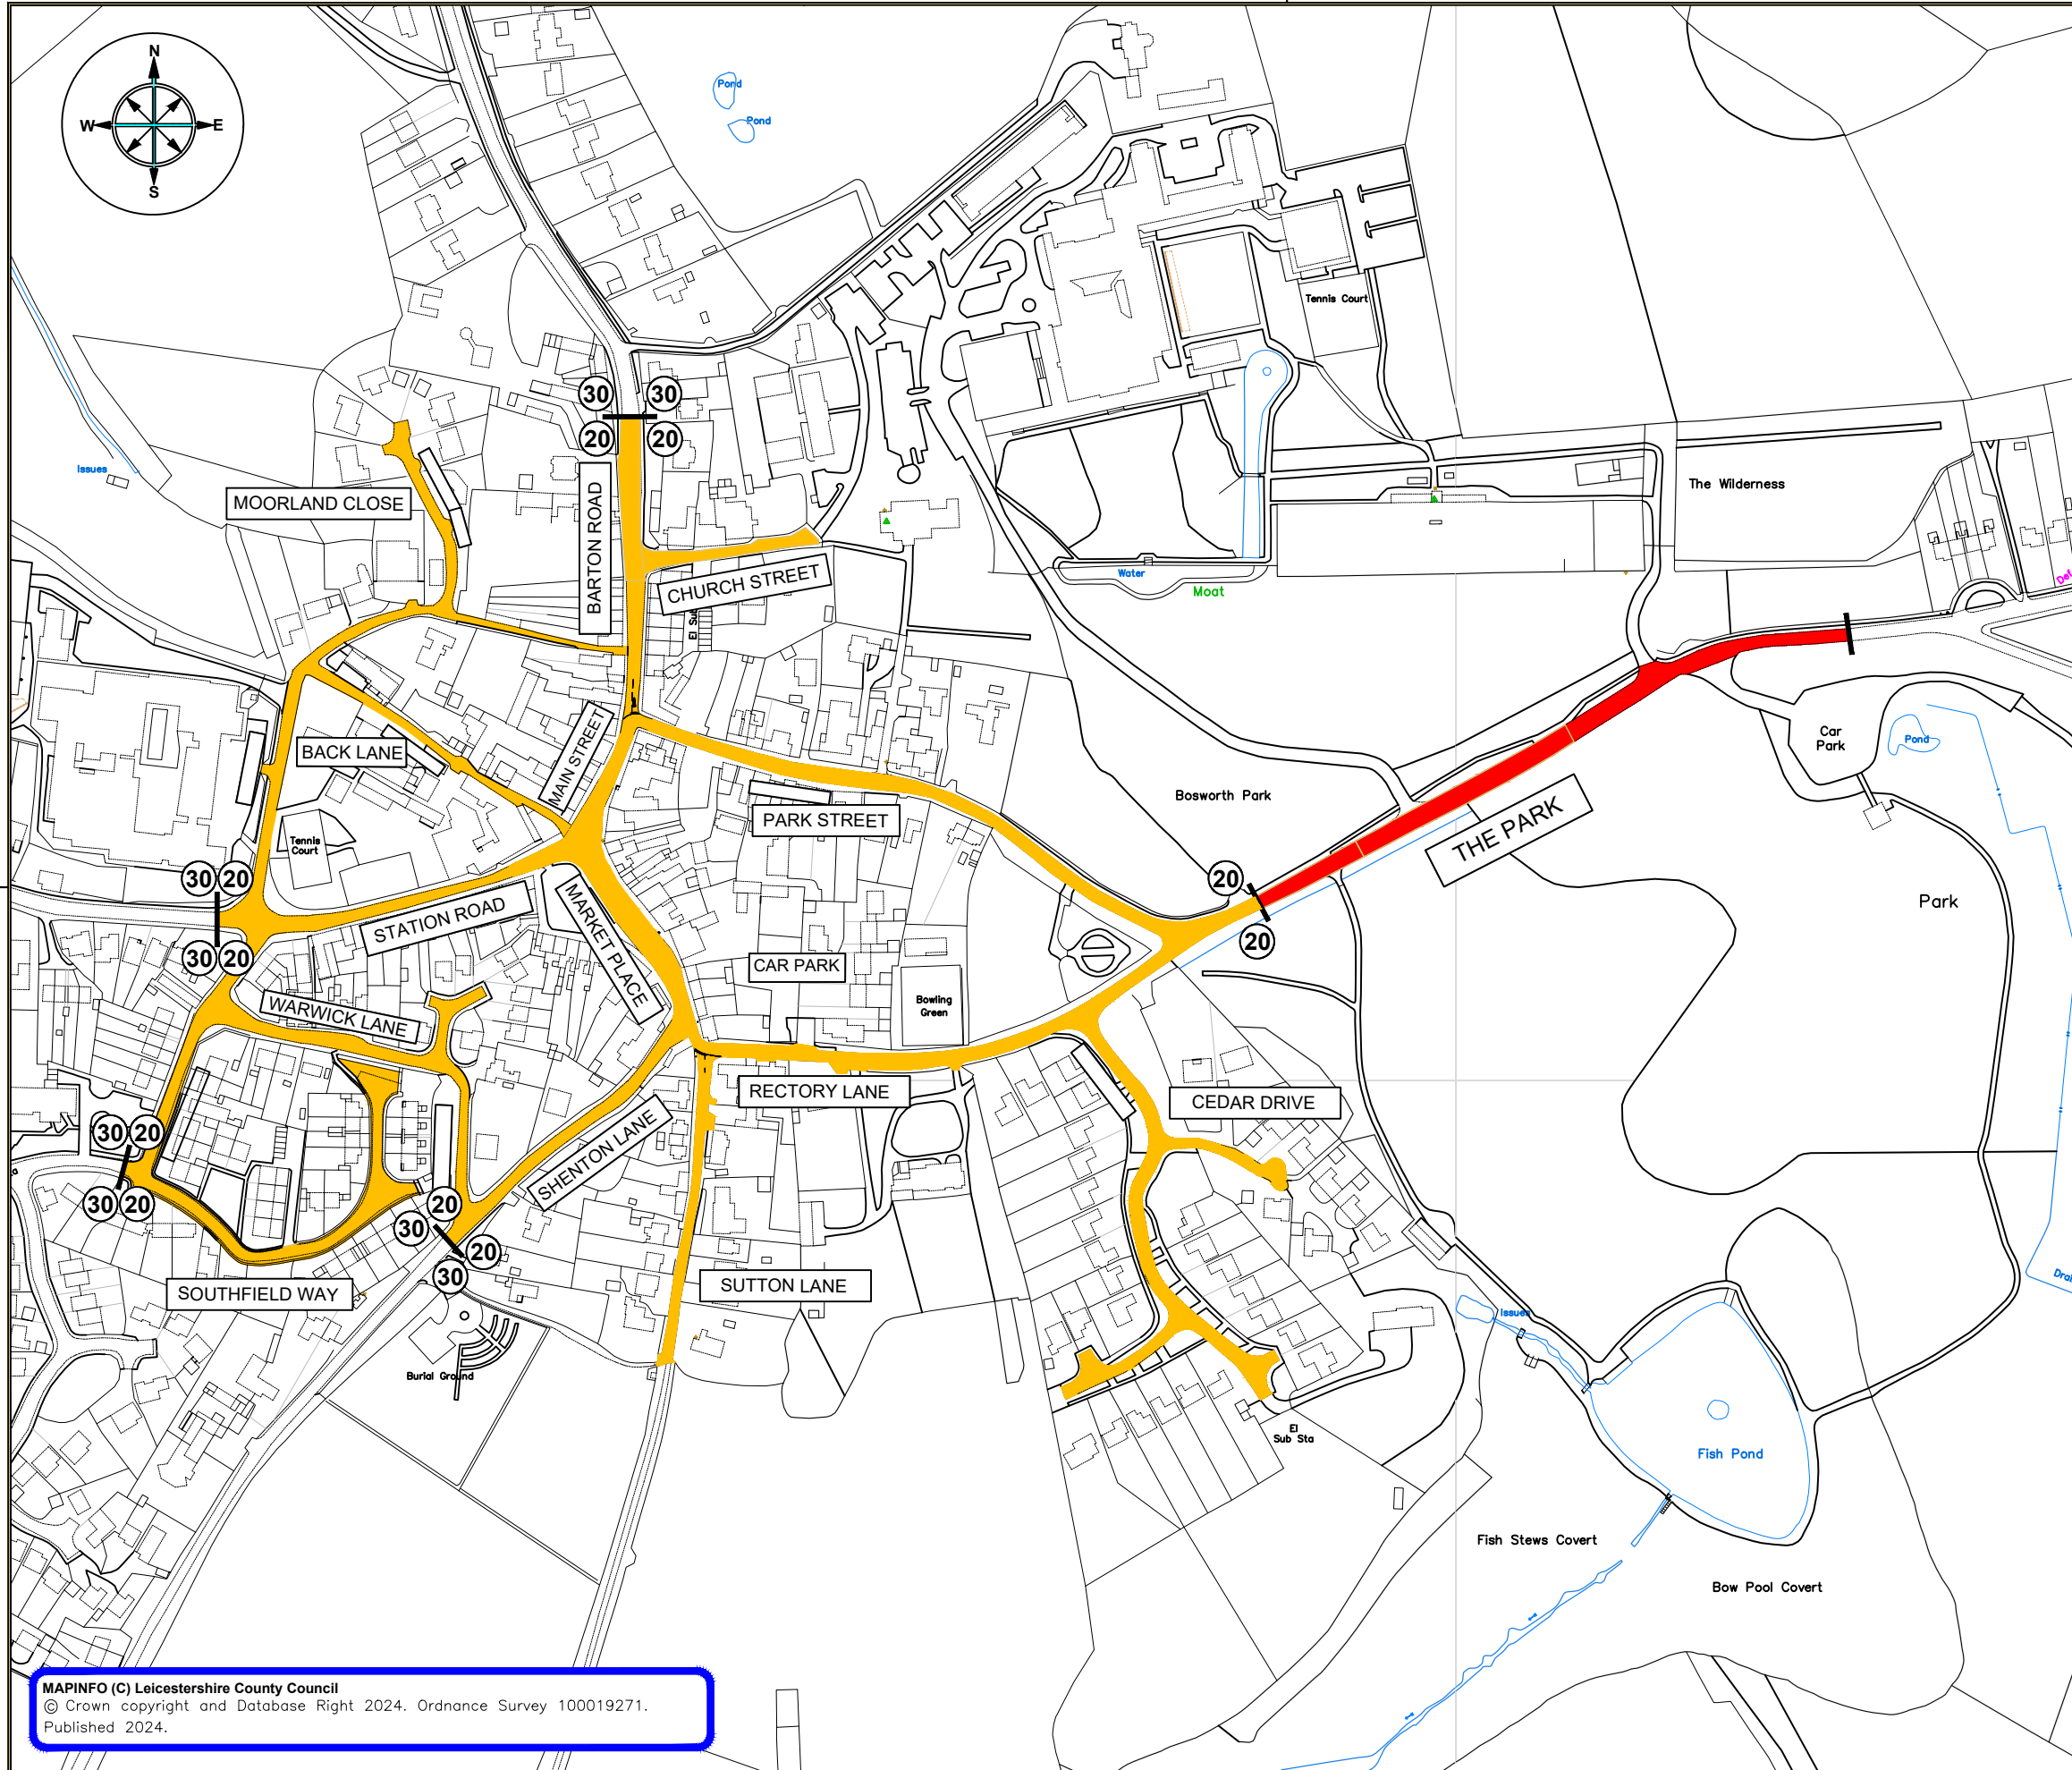 N
W
E
S
Pond
Pond
Tennis Court
30
30
20
20
Issues
MOORLAND CLOSE
BARTON ROAD
CHURCH STREET
The Wilderness
Water
Moat
BACK LANE
MAIN STREET
PARK STREET
Bosworth Park
THE PARK
Car
Park
Pond
Tennis
Court
30
20
20
20
Park
STATION ROAD
MARKET PLACE
CAR PARK
30
20
WARWICK LANE
Bowling
Green
RECTORY LANE
CEDAR DRIVE
30
20
30
20
SHENTON LANE
20
30
20
30
SOUTHFIELD WAY
SUTTON LANE
Burial Ground
Issues
El
Sub Sta
Fish Pond
Fish Stews Covert
Bow Pool Covert
MAPINFO (C) Leicestershire County Council
© Crown copyright and Database Right 2024. Ordnance Survey 100019271.
Published 2024.